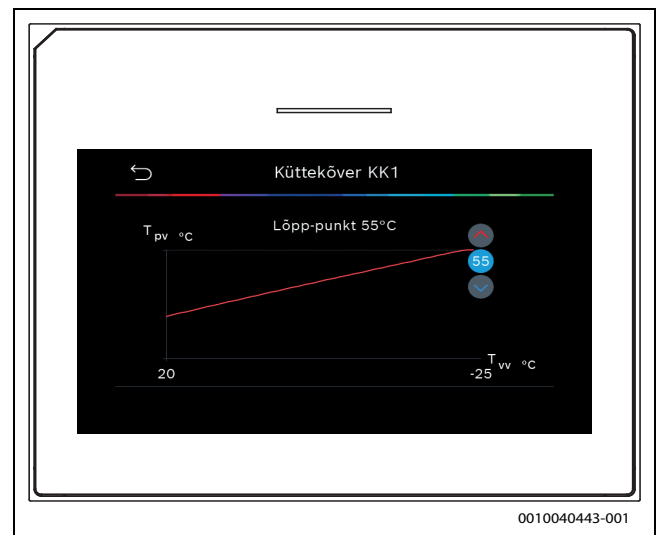 Küttekõver KK1
Lõpp-punkt 55°C
T pv °C
55
T vv °C
20
-25
0010040443-001